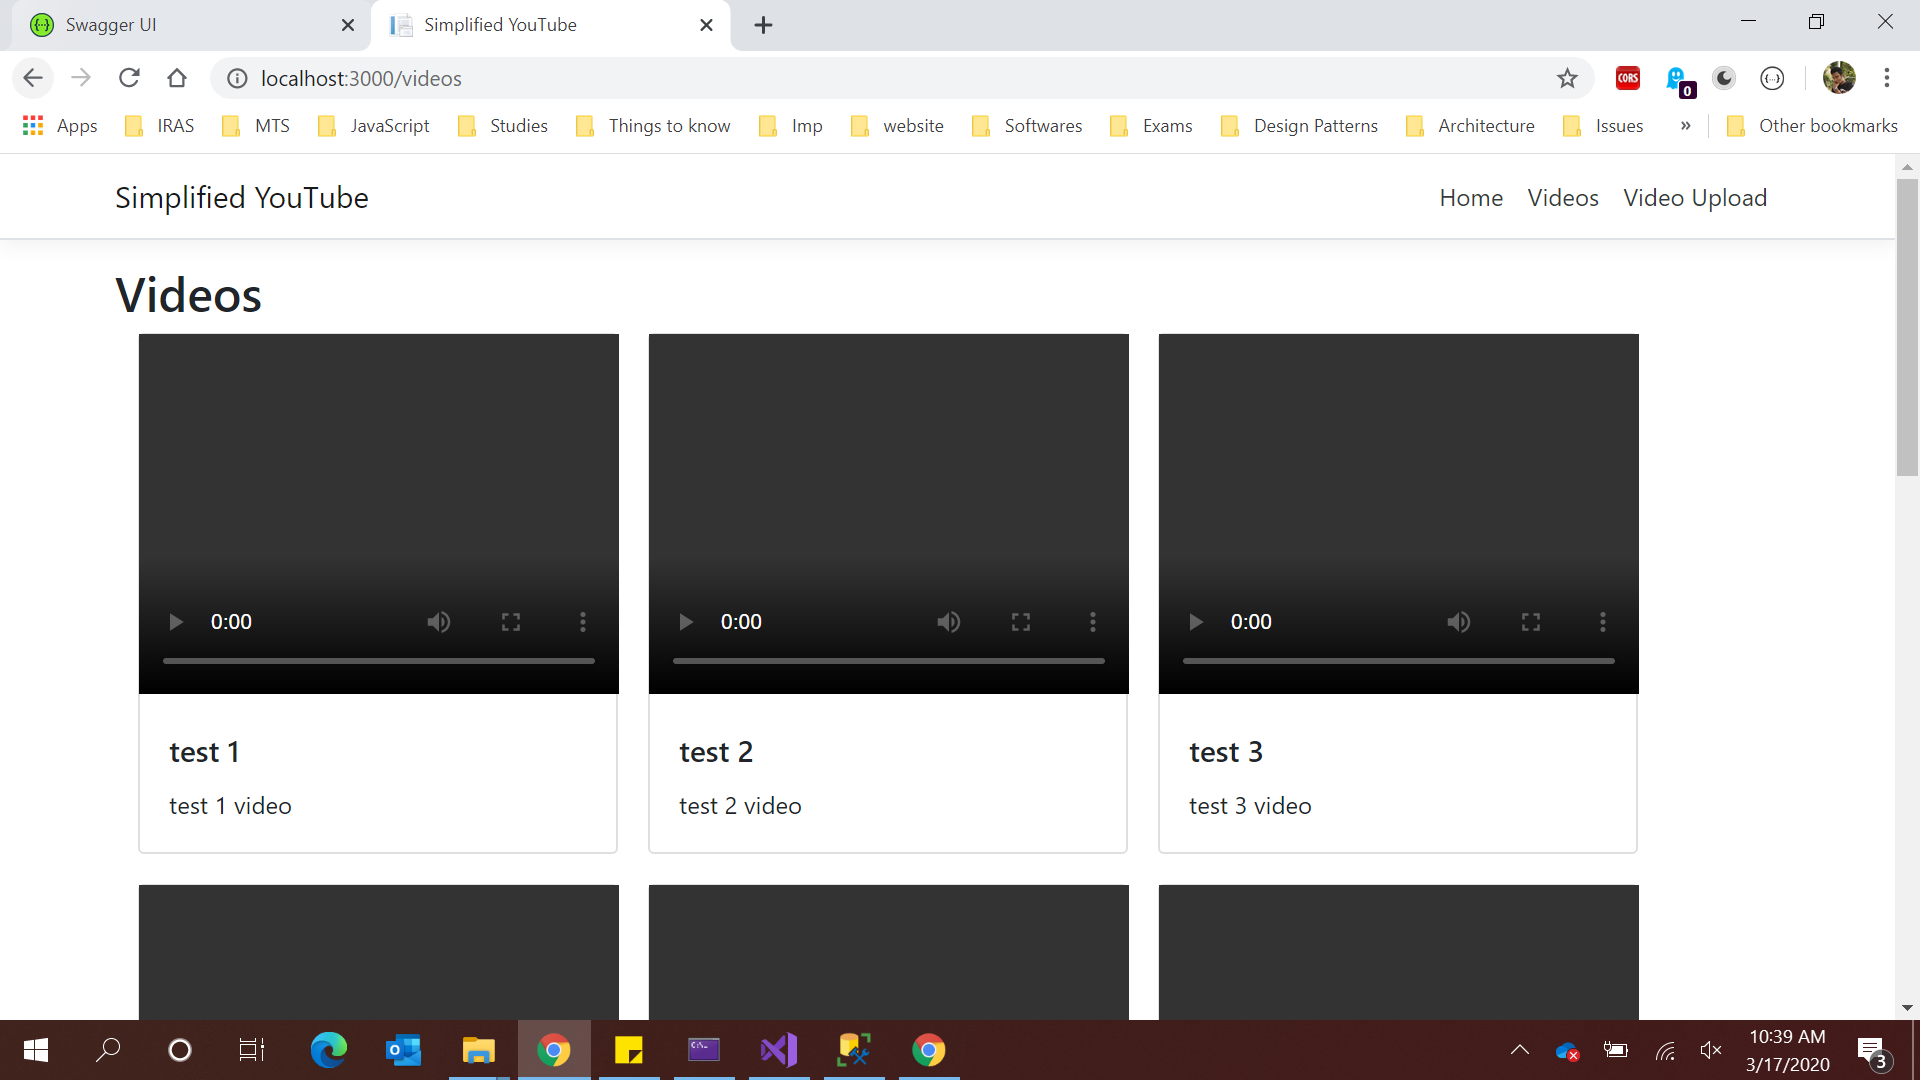 Swagger UI
Simplified YouTube
localhost:3000/videos
CORS
0
Apps IRAS MTS JavaScript Studies Things to know Imp website Softwares Exams Design Patterns Architecture Issues » Other bookmarks
Simplified YouTube
Home Videos Video Upload
Videos
0:00
0:00
0:00
test 1
test 2
test 3
test 1 video
test 2 video
test 3 video
10:39 AM
3/17/2020
3